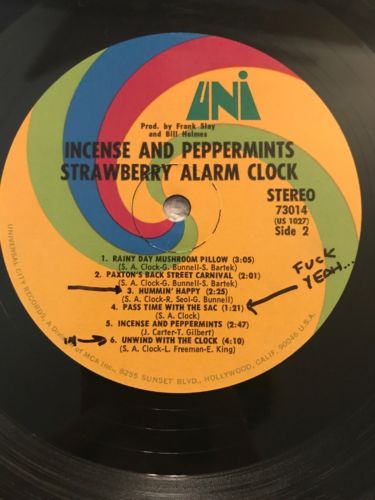 UNI
Prod. by Frank Slay
and Bill Holmes
INCENSE AND PEPPERMINTS
STRAWBERRY ALARM CLOCK
STEREO
73014
(US 1027)
Side 2
1. RAINY DAY MUSHROOM PILLOW (3:05)
(S. A. Clock-G. Bunnell-S. Bartek)
2. PAXTON'S BACK STREET CARNIVAL (2:01)
(S. A. Clock-G. Bunnell-S. Bartek)
3. HUMMIN' HAPPY (2:25)
(S. A. Clock-R. Seol-G. Bunnell)
4. PASS TIME WITH THE SAC (1:21)
(S. A. Clock)
FUCK
YEAH...
5. INCENSE AND PEPPERMINTS (2:47)
(J. Carter-T. Gilbert)
6. UNWIND WITH THE CLOCK (4:10)
(S. A. Clock-L. Freeman-E. King)
UNIVERSAL CITY RECORDS, A Division of MCA Inc., 8255 SUNSET BLVD., HOLLYWOOD, CALIF. 90046 U.S.A.